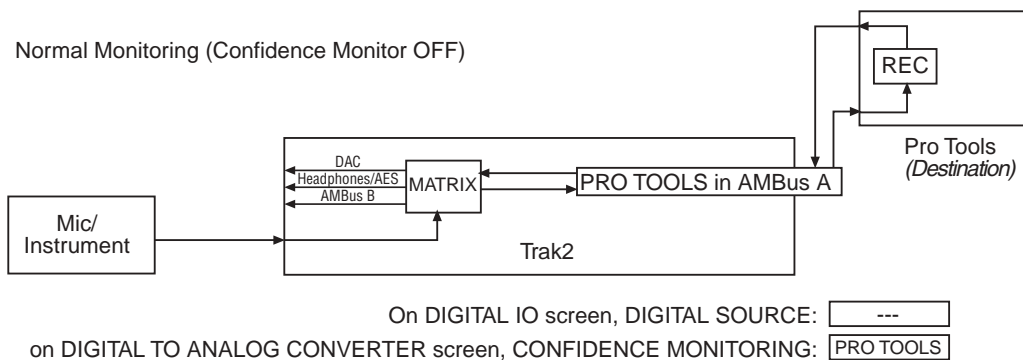 Normal Monitoring (Confidence Monitor OFF)
REC
Pro Tools
(Destination)
DAC
Headphones/AES
AMBus B
MATRIX
PRO TOOLS in AMBus A
Mic/
Instrument
Trak2
On DIGITAL IO screen, DIGITAL SOURCE: ---
on DIGITAL TO ANALOG CONVERTER screen, CONFIDENCE MONITORING: PRO TOOLS